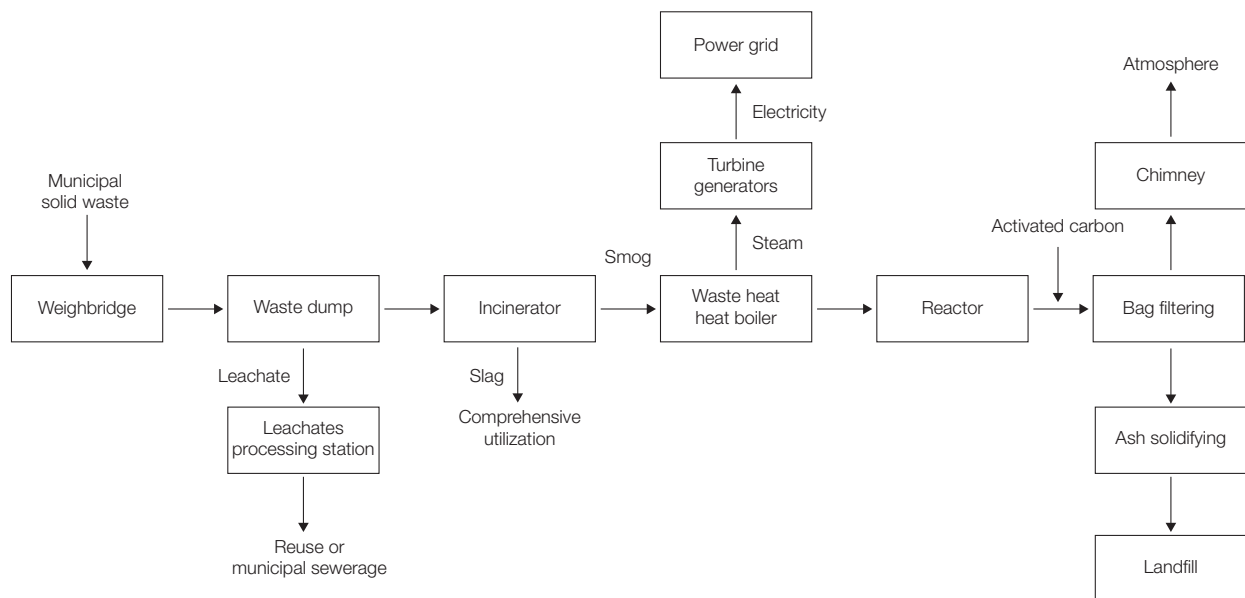 Power grid
Atmosphere
Electricity
Turbine
generators
Chimney
Municipal
solid waste
Activated carbon
Steam
Smog
Weighbridge
Waste dump
Incinerator
Waste heat
heat boiler
Reactor
Bag filtering
Leachate
Slag
Comprehensive
utilization
Leachates
processing station
Ash solidifying
Reuse or
municipal sewerage
Landfill